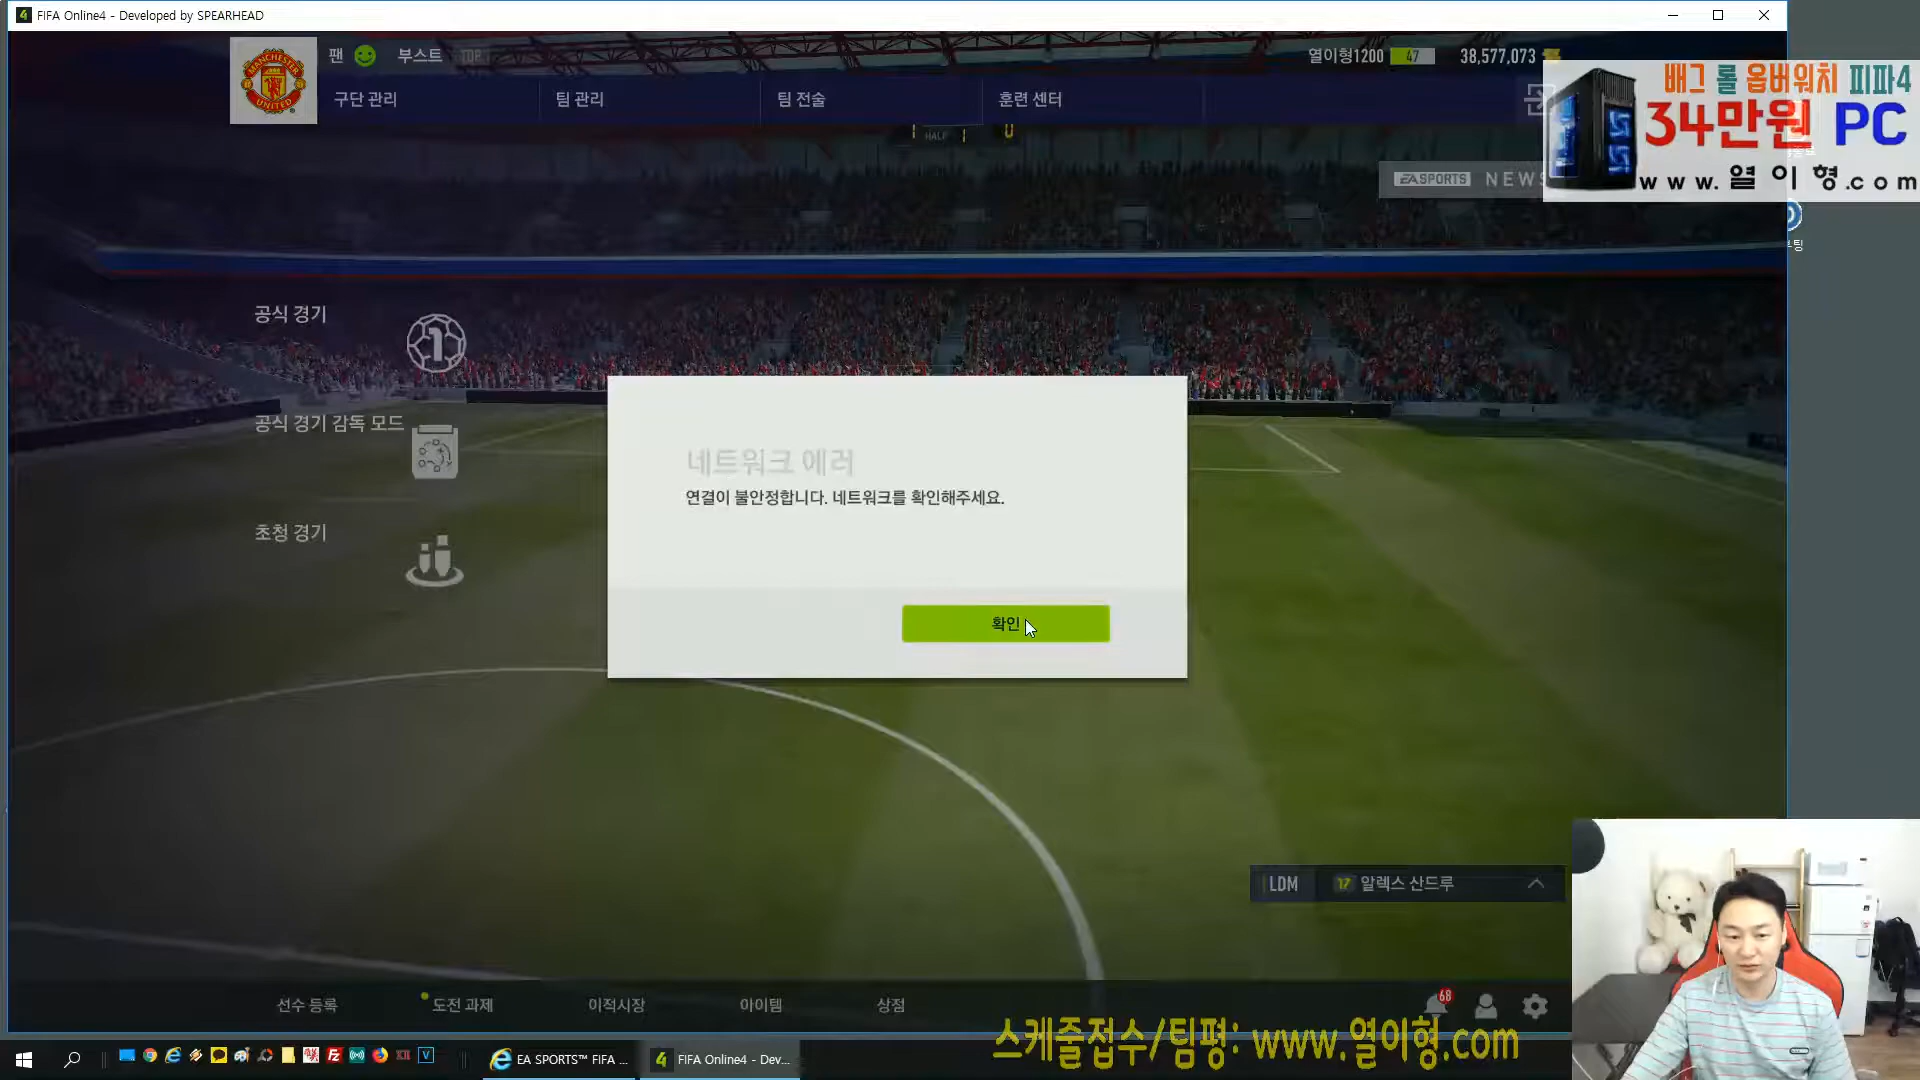 FIFA Online4 - Developed by SPEARHEAD
MANCHESTER UNITED
팬
부스트
열이형1200
47
38,577,073
구단 관리
팀 관리
팀 전술
훈련 센터
HALF
EA SPORTS NEWS
배그 롤 옵버워치 피파4
34만원 PC
www.열이형.com
공식 경기
1
공식 경기 감독 모드
초청 경기
네트워크 에러
연결이 불안정합니다. 네트워크를 확인해주세요.
확인
LDM
17
알렉스 산드루
선수 등록
도전 과제
이적시장
아이템
상점
68
스케줄접수/팀평: www.열이형.com
EA SPORTS™ FIFA ...
4
FIFA Online4 - Dev...